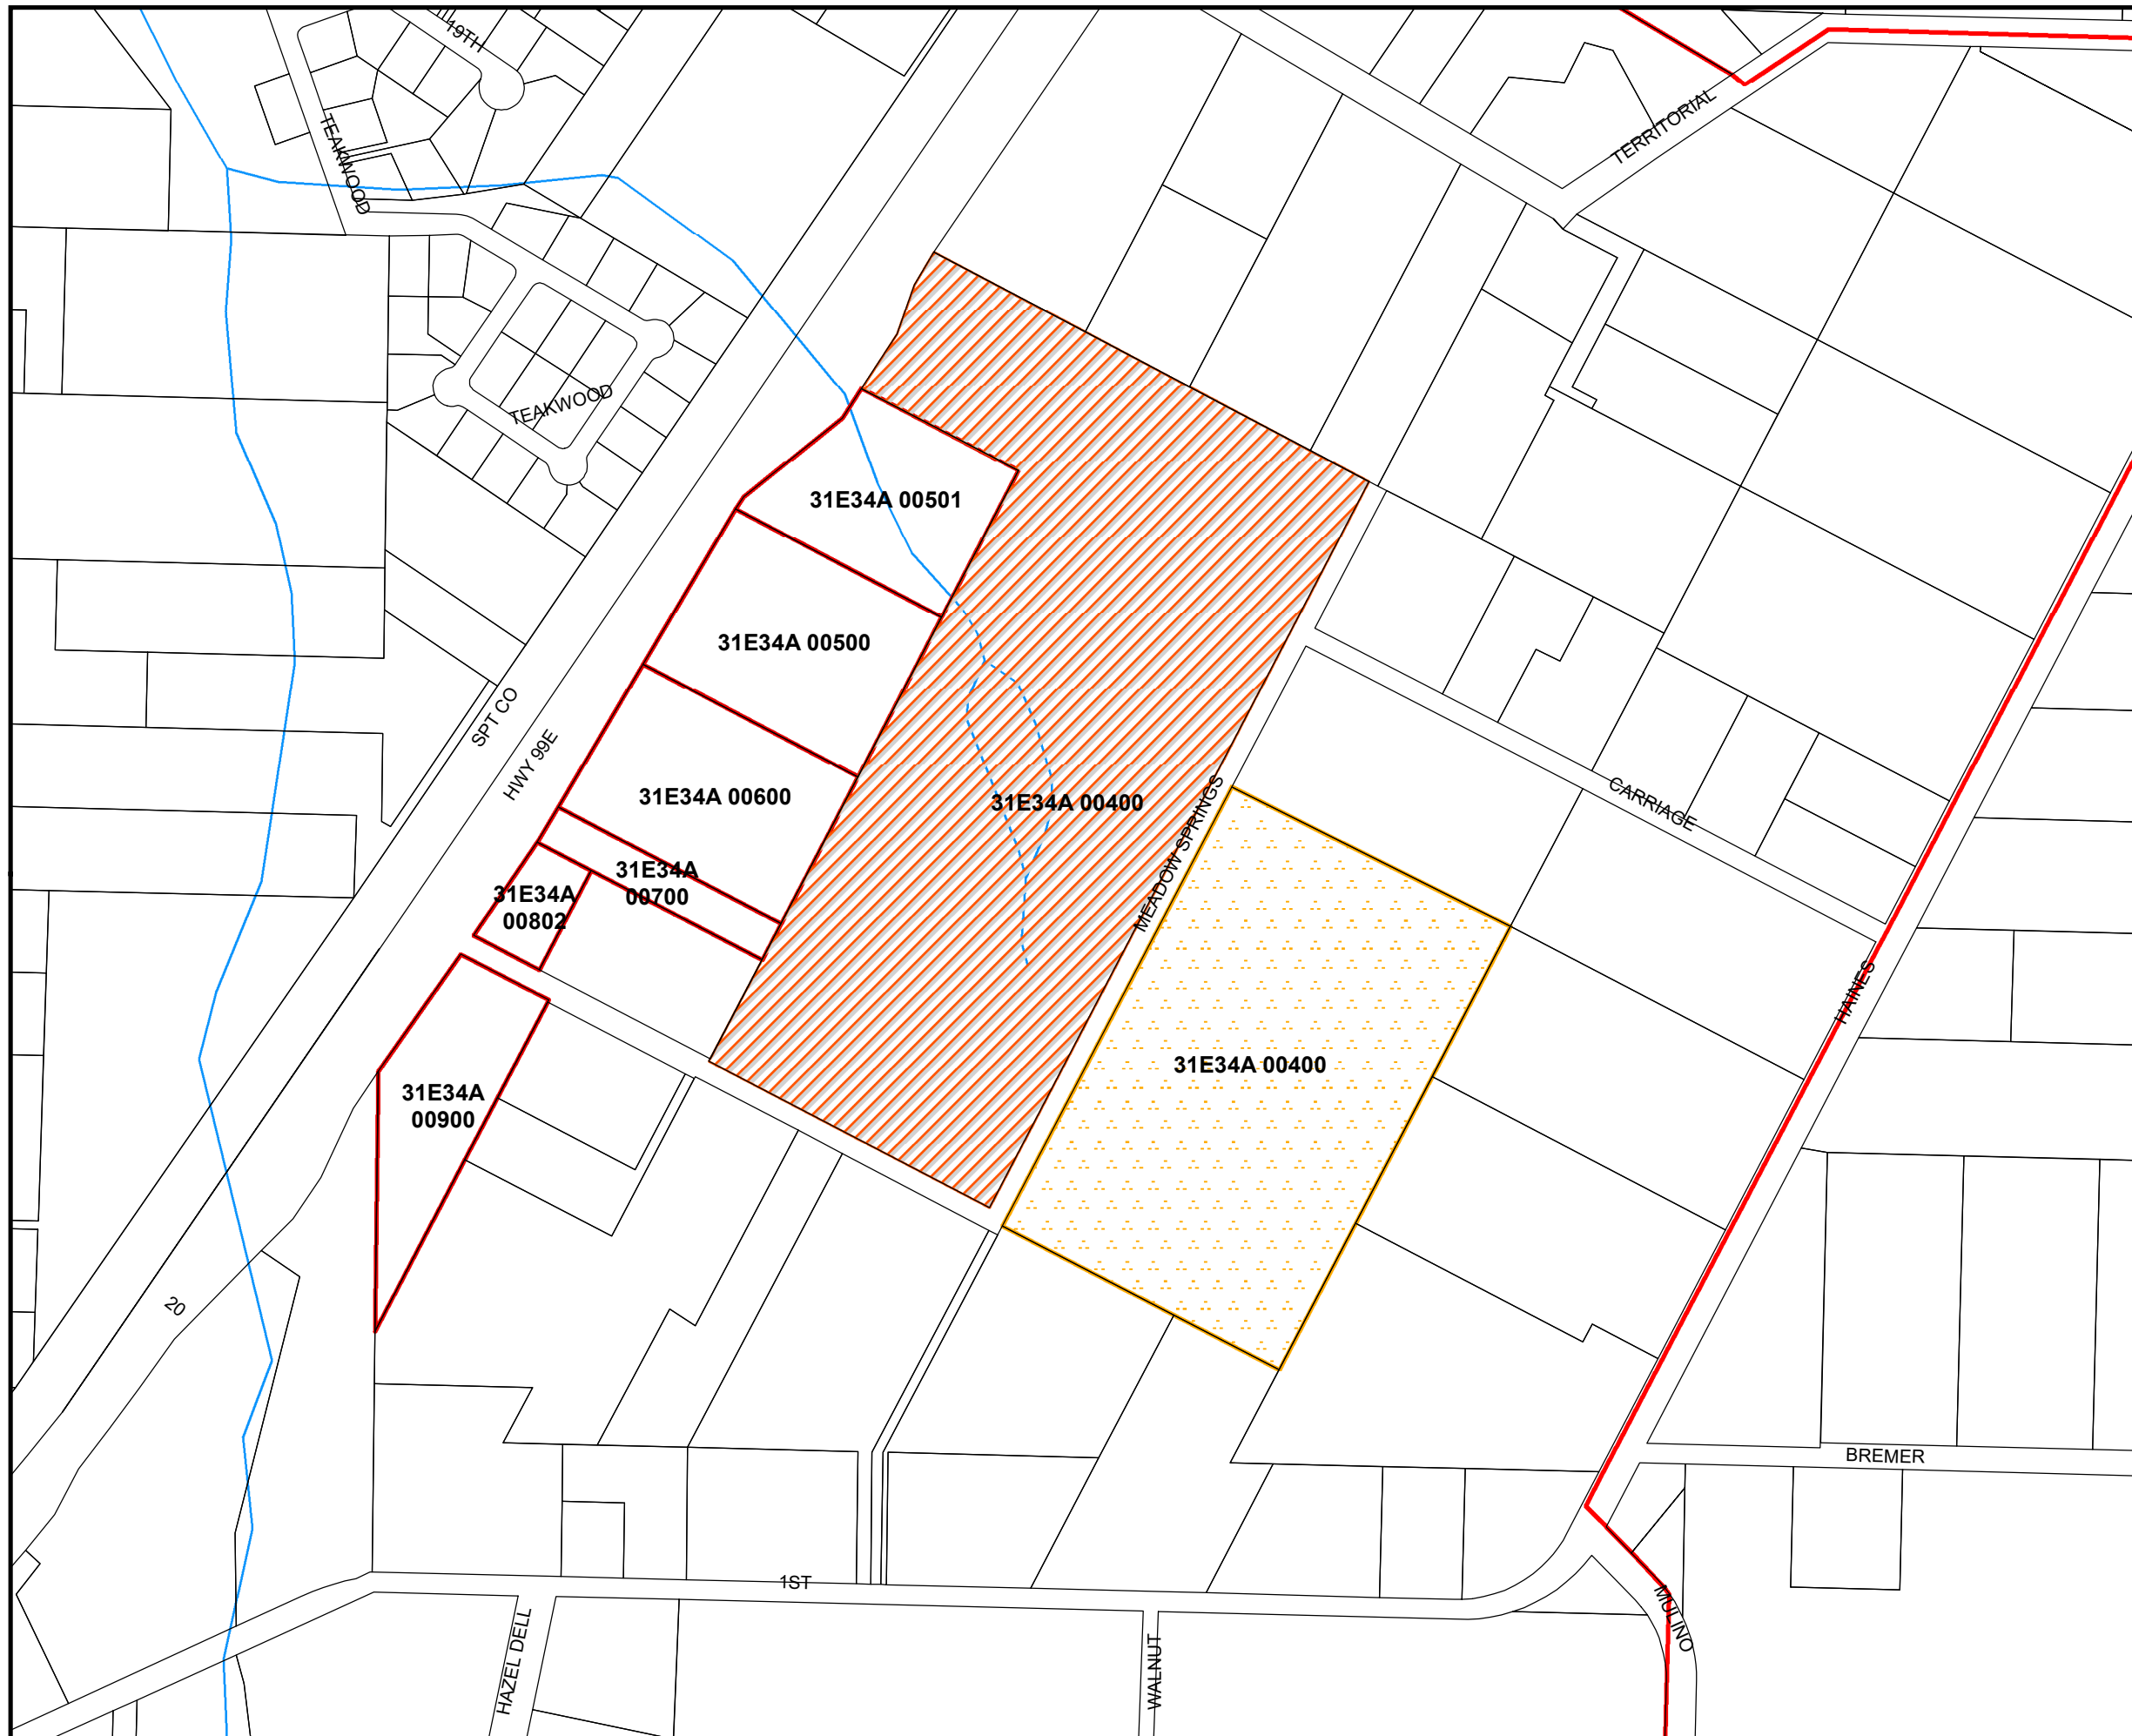 19TH
TEAKWOOD
TERRITORIAL
TEAKWOOD
31E34A 00501
31E34A 00500
SPT CO
HWY 99E
31E34A 00600
31E34A 00400
MEADOW SPRINGS
CARRIAGE
31E34A
00700
31E34A
00802
HAINES
31E34A 00400
31E34A
00900
20
BREMER
1ST
HAZEL DELL
WALNUT
MULINO